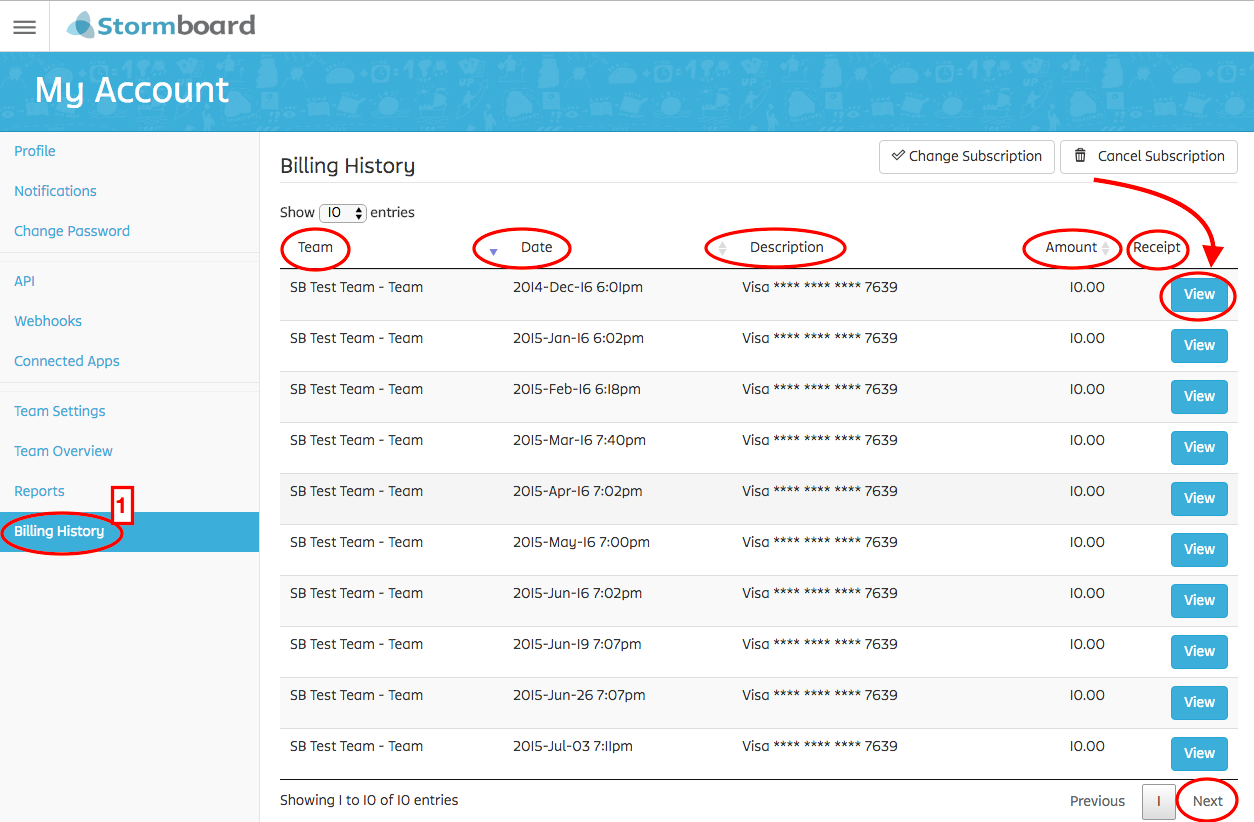 Stormboard
My Account
Profile
Notifications
Change Password
API
Webhooks
Connected Apps
Team Settings
Team Overview
Reports
1
Billing History
Billing History
Change Subscription
Cancel Subscription
Show 10 entries
Team Date Description Amount Receipt
SB Test Team - Team 2014-Dec-16 6:01pm Visa **** **** **** 7639 10.00 View
SB Test Team - Team 2015-Jan-16 6:02pm Visa **** **** **** 7639 10.00 View
SB Test Team - Team 2015-Feb-16 6:18pm Visa **** **** **** 7639 10.00 View
SB Test Team - Team 2015-Mar-16 7:40pm Visa **** **** **** 7639 10.00 View
SB Test Team - Team 2015-Apr-16 7:02pm Visa **** **** **** 7639 10.00 View
SB Test Team - Team 2015-May-16 7:00pm Visa **** **** **** 7639 10.00 View
SB Test Team - Team 2015-Jun-16 7:02pm Visa **** **** **** 7639 10.00 View
SB Test Team - Team 2015-Jun-19 7:07pm Visa **** **** **** 7639 10.00 View
SB Test Team - Team 2015-Jun-26 7:07pm Visa **** **** **** 7639 10.00 View
SB Test Team - Team 2015-Jul-03 7:11pm Visa **** **** **** 7639 10.00 View
Showing 1 to 10 of 10 entries
Previous 1 Next